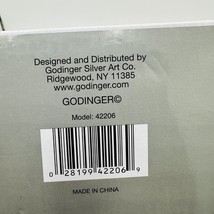 Designed and Distributed by
Godinger Silver Art Co.
Ridgewood, NY 11385
www.godinger.com
GODINGER©
Model: 42206
0 28199 42206 9
MADE IN CHINA